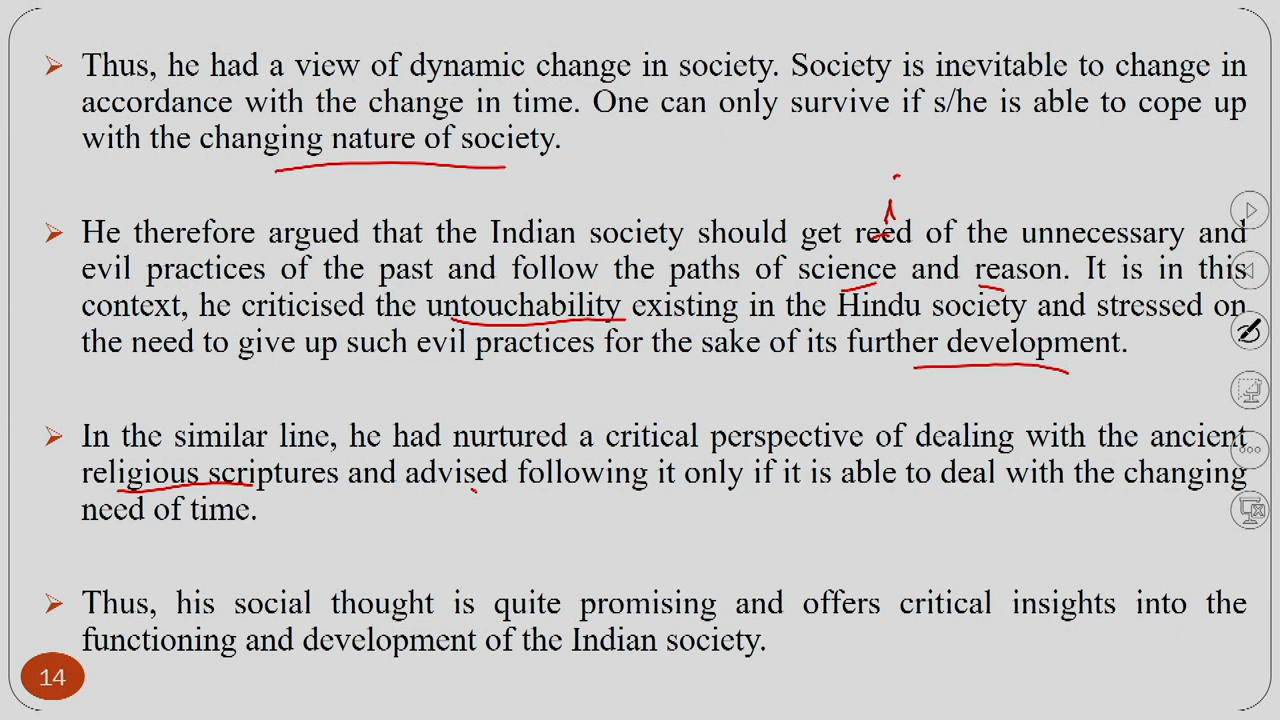 Thus, he had a view of dynamic change in society. Society is inevitable to change in
accordance with the change in time. One can only survive if s/he is able to cope up
with the changing nature of society.
i
He therefore argued that the Indian society should get reed of the unnecessary and
evil practices of the past and follow the paths of science and reason. It is in this
context, he criticised the untouchability existing in the Hindu society and stressed on
the need to give up such evil practices for the sake of its further development.
In the similar line, he had nurtured a critical perspective of dealing with the ancient
religious scriptures and advised following it only if it is able to deal with the changing
need of time.
Thus, his social thought is quite promising and offers critical insights into the
functioning and development of the Indian society.
14